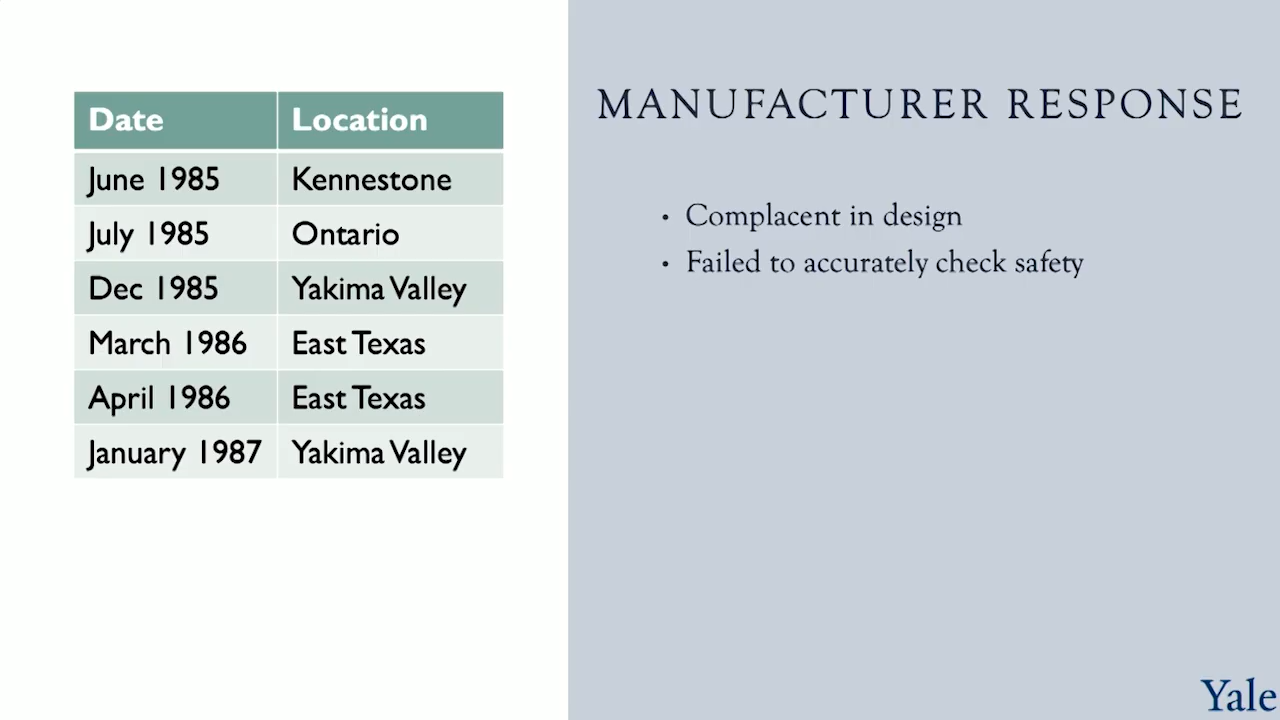 Date Location
June 1985 Kennestone
July 1985 Ontario
Dec 1985 Yakima Valley
March 1986 East Texas
April 1986 East Texas
January 1987 Yakima Valley
MANUFACTURER RESPONSE
• Complacent in design
• Failed to accurately check safety
Yale